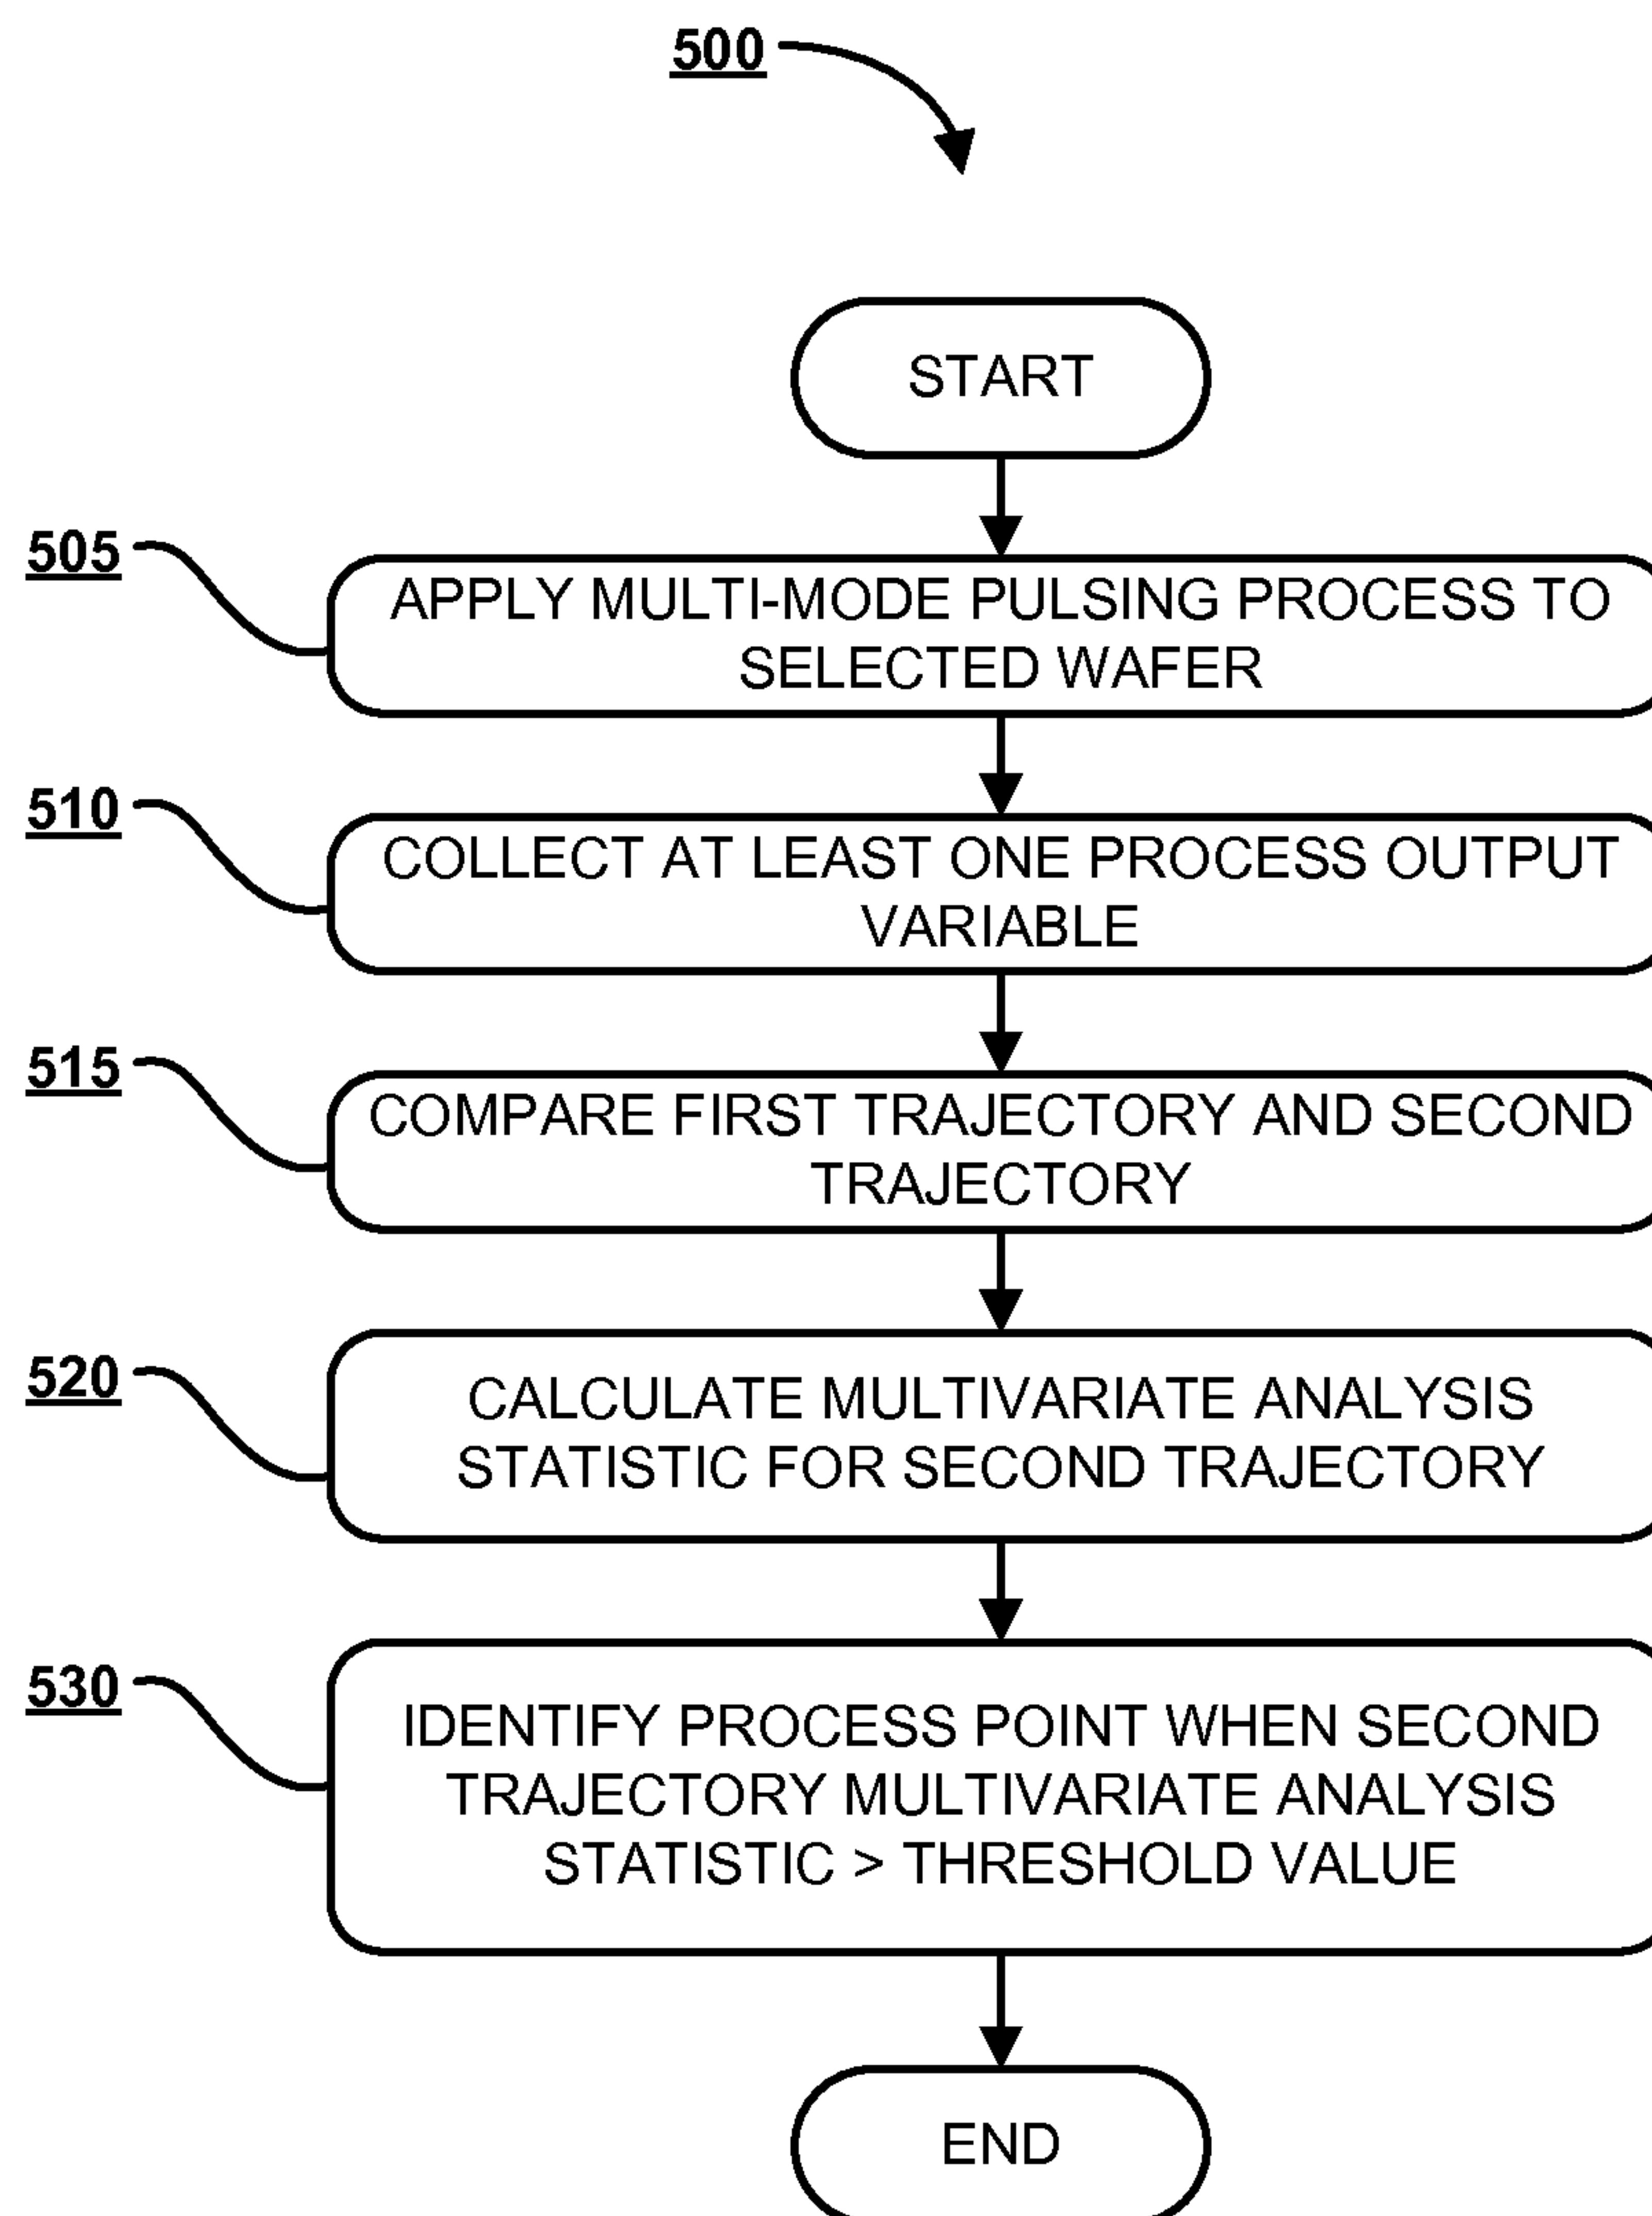 500
START
505
APPLY MULTI-MODE PULSING PROCESS TO
SELECTED WAFER
510
COLLECT AT LEAST ONE PROCESS OUTPUT
VARIABLE
515
COMPARE FIRST TRAJECTORY AND SECOND
TRAJECTORY
520
CALCULATE MULTIVARIATE ANALYSIS
STATISTIC FOR SECOND TRAJECTORY
530
IDENTIFY PROCESS POINT WHEN SECOND
TRAJECTORY MULTIVARIATE ANALYSIS
STATISTIC > THRESHOLD VALUE
END